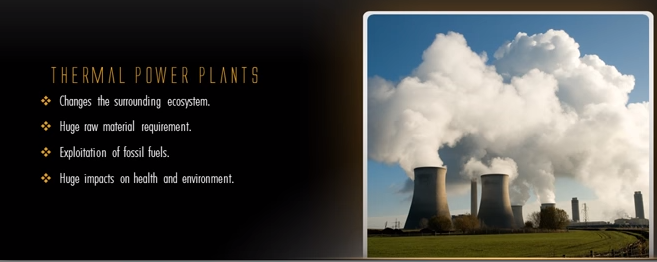 THERMAL POWER PLANTS
Changes the surrounding ecosystem.
Huge raw material requirement.
Exploitation of fossil fuels.
Huge impacts on health and environment.